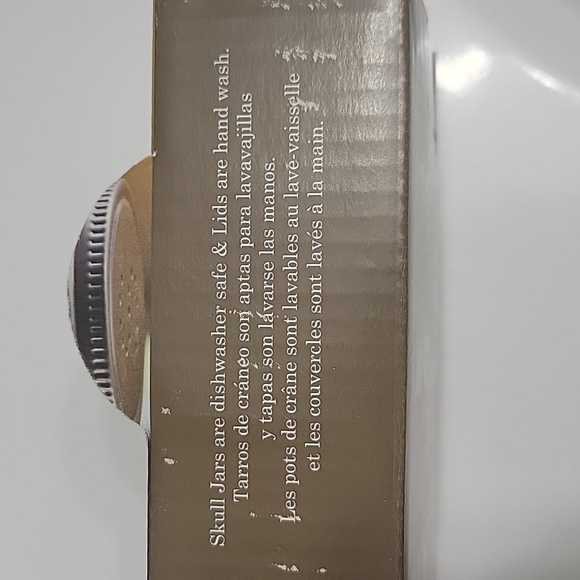 Skull Jars are dishwasher safe & Lids are hand wash.
Tarros de cráneo son aptas para lavavajillas
y tapas son lavarse las manos.
Les pots de crâne sont lavables au lave-vaisselle
et les couvercles sont lavés à la main.